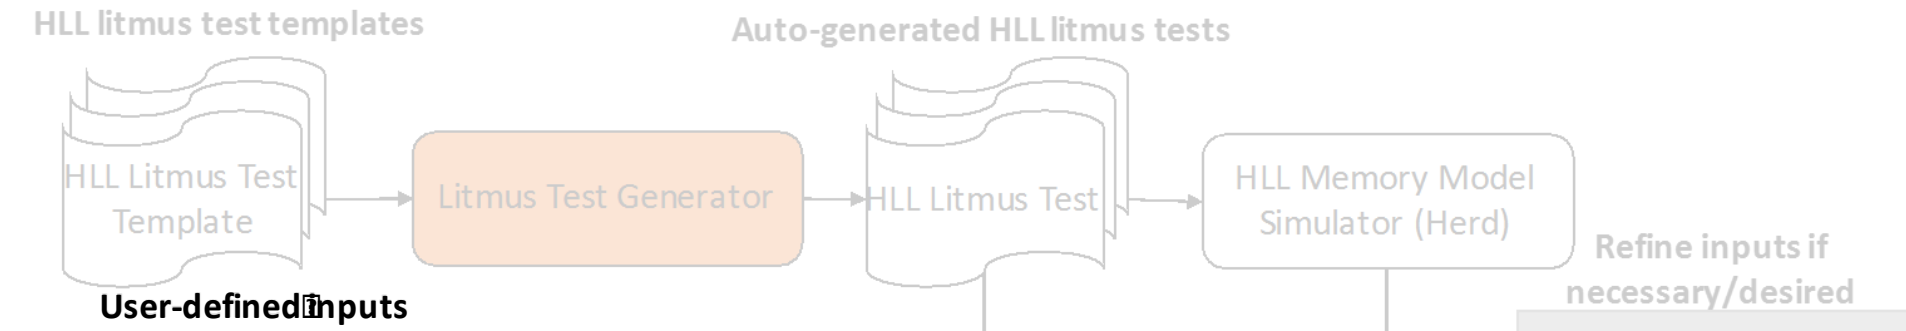 HLL litmus test templates
Auto-generated HLL litmus tests
HLL Litmus Test
Template
Litmus Test Generator
HLL Litmus Test
HLL Memory Model
Simulator (Herd)
Refine inputs if
necessary/desired
User-defined inputs